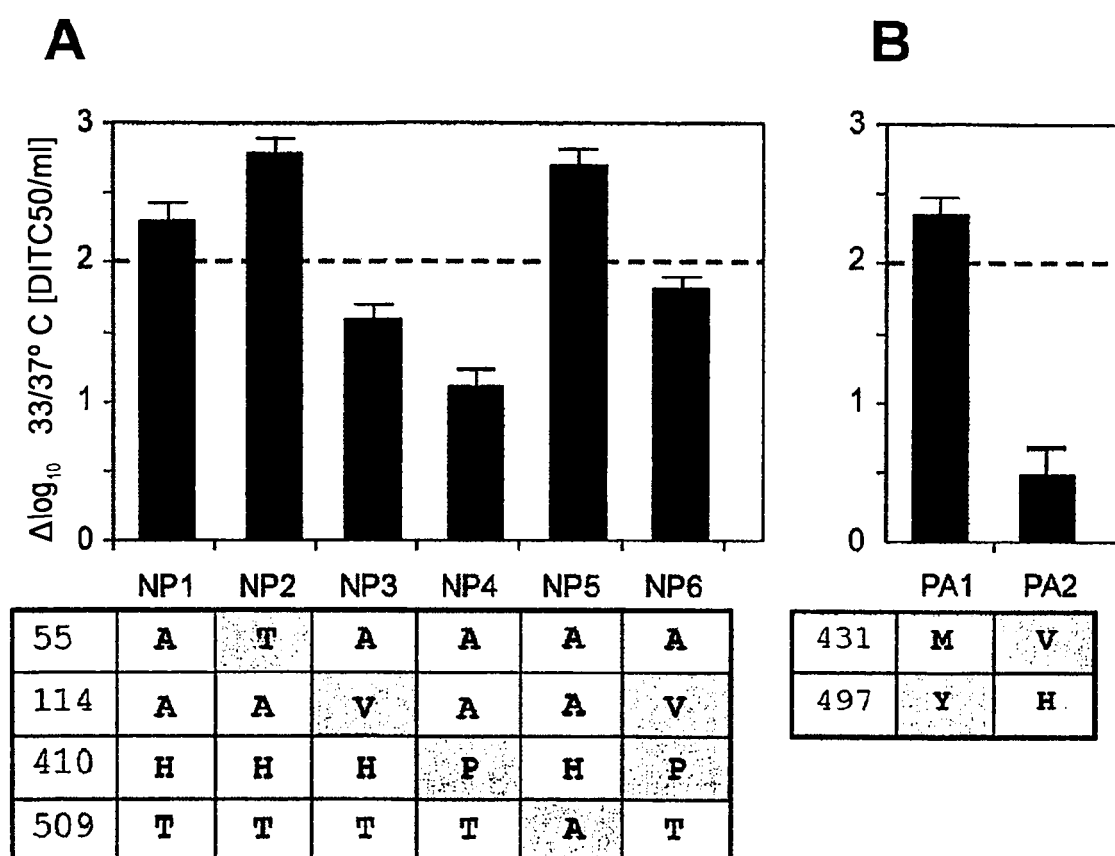 A
B
Δlog₁₀ 33/37º C [DITC50/ml]
3
2
1
0
3
2
1
0
NP1 NP2 NP3 NP4 NP5 NP6
PA1 PA2
55 A T A A A A
114 A A V A A V
410 H H H P H P
509 T T T T A T
431 M V
497 Y H